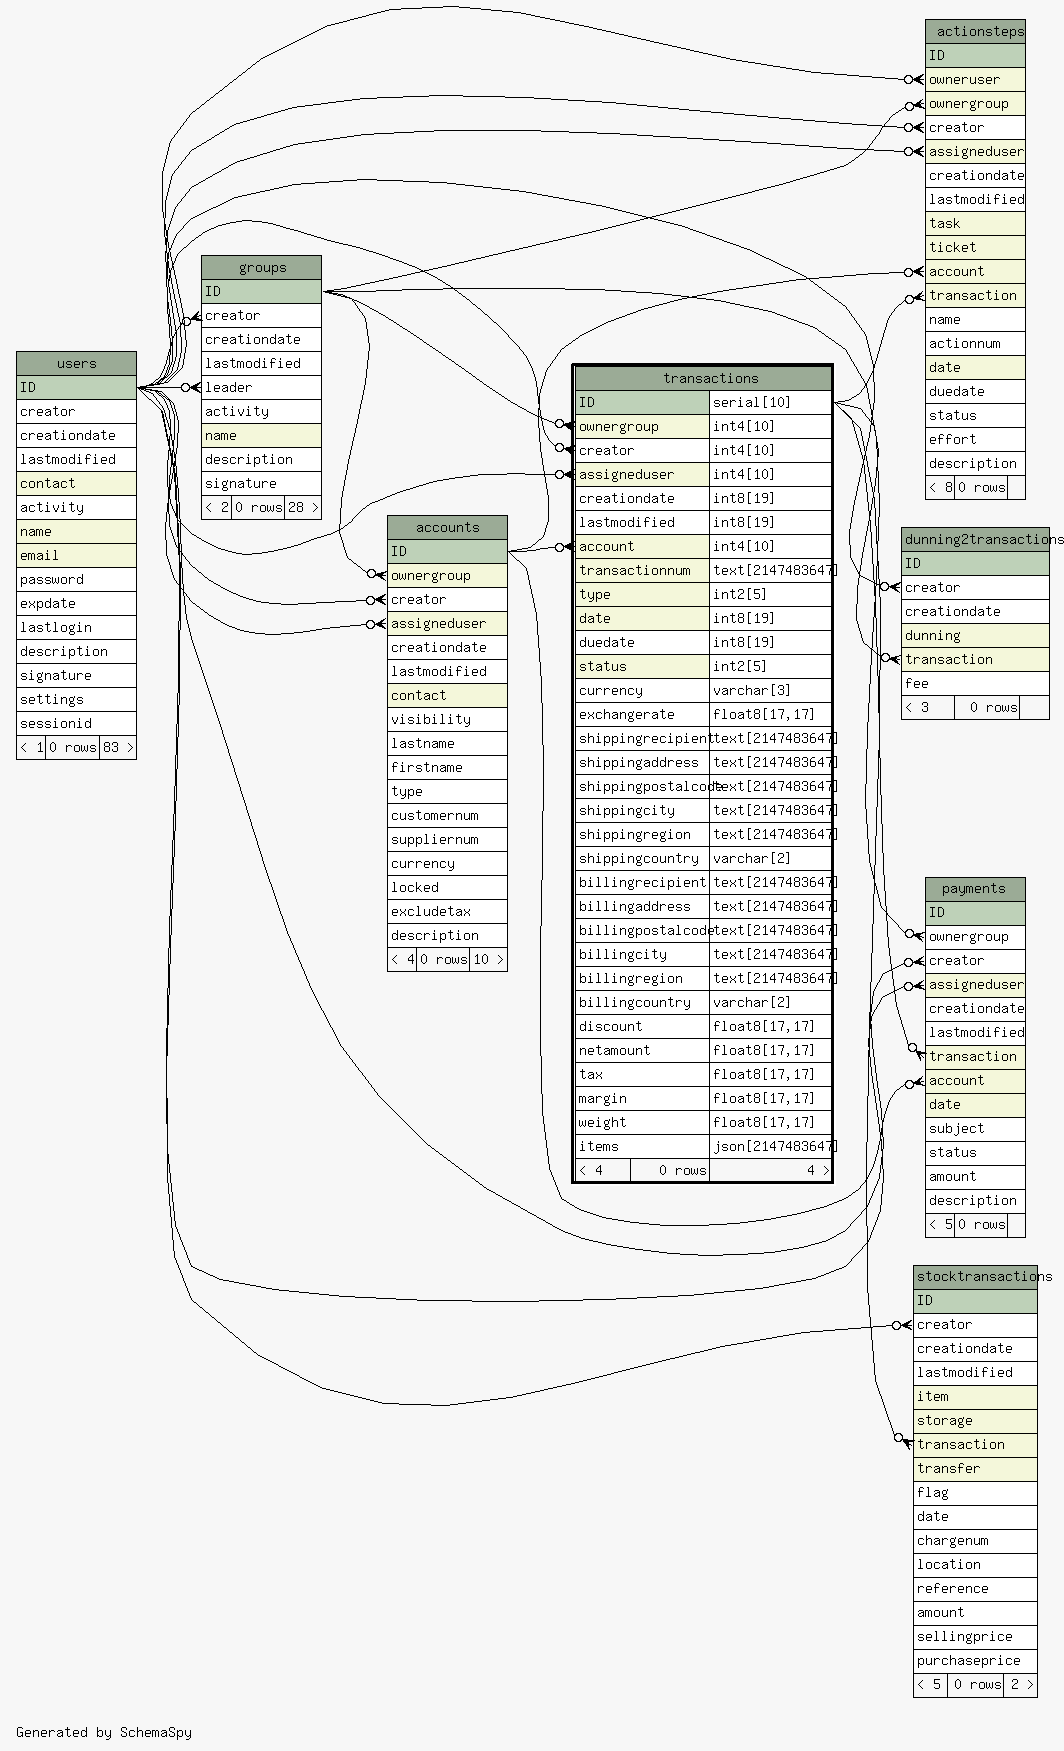 users
ID
creator
creationdate
lastmodified
contact
activity
name
email
password
expdate
lastlogin
description
signature
settings
sessionid
< 1 0 rows 83 >
groups
ID
creator
creationdate
lastmodified
leader
activity
name
description
signature
< 2 0 rows 28 >
accounts
ID
ownergroup
creator
assigneduser
creationdate
lastmodified
contact
visibility
lastname
firstname
type
customernum
suppliernum
currency
locked
excludetax
description
< 4 0 rows 10 >
transactions
ID serial[10]
ownergroup int4[10]
creator int4[10]
assigneduser int4[10]
creationdate int8[19]
lastmodified int8[19]
account int4[10]
transactionnum text[2147483647]
type int2[5]
date int8[19]
duedate int8[19]
status int2[5]
currency varchar[3]
exchangerate float8[17,17]
shippingrecipient text[2147483647]
shippingaddress text[2147483647]
shippingpostalcode text[2147483647]
shippingcity text[2147483647]
shippingregion text[2147483647]
shippingcountry varchar[2]
billingrecipient text[2147483647]
billingaddress text[2147483647]
billingpostalcode text[2147483647]
billingcity text[2147483647]
billingregion text[2147483647]
billingcountry varchar[2]
discount float8[17,17]
netamount float8[17,17]
tax float8[17,17]
margin float8[17,17]
weight float8[17,17]
items json[2147483647]
< 4 0 rows 4 >
actionsteps
ID
owneruser
ownergroup
creator
assigneduser
creationdate
lastmodified
task
ticket
account
transaction
name
actionnum
date
duedate
status
effort
description
< 8 0 rows
dunning2transactions
ID
creator
creationdate
dunning
transaction
fee
< 3 0 rows
payments
ID
ownergroup
creator
assigneduser
creationdate
lastmodified
transaction
account
date
subject
status
amount
description
< 5 0 rows
stocktransactions
ID
creator
creationdate
lastmodified
item
storage
transaction
transfer
flag
date
chargenum
location
reference
amount
sellingprice
purchaseprice
< 5 0 rows 2 >
Generated by SchemaSpy